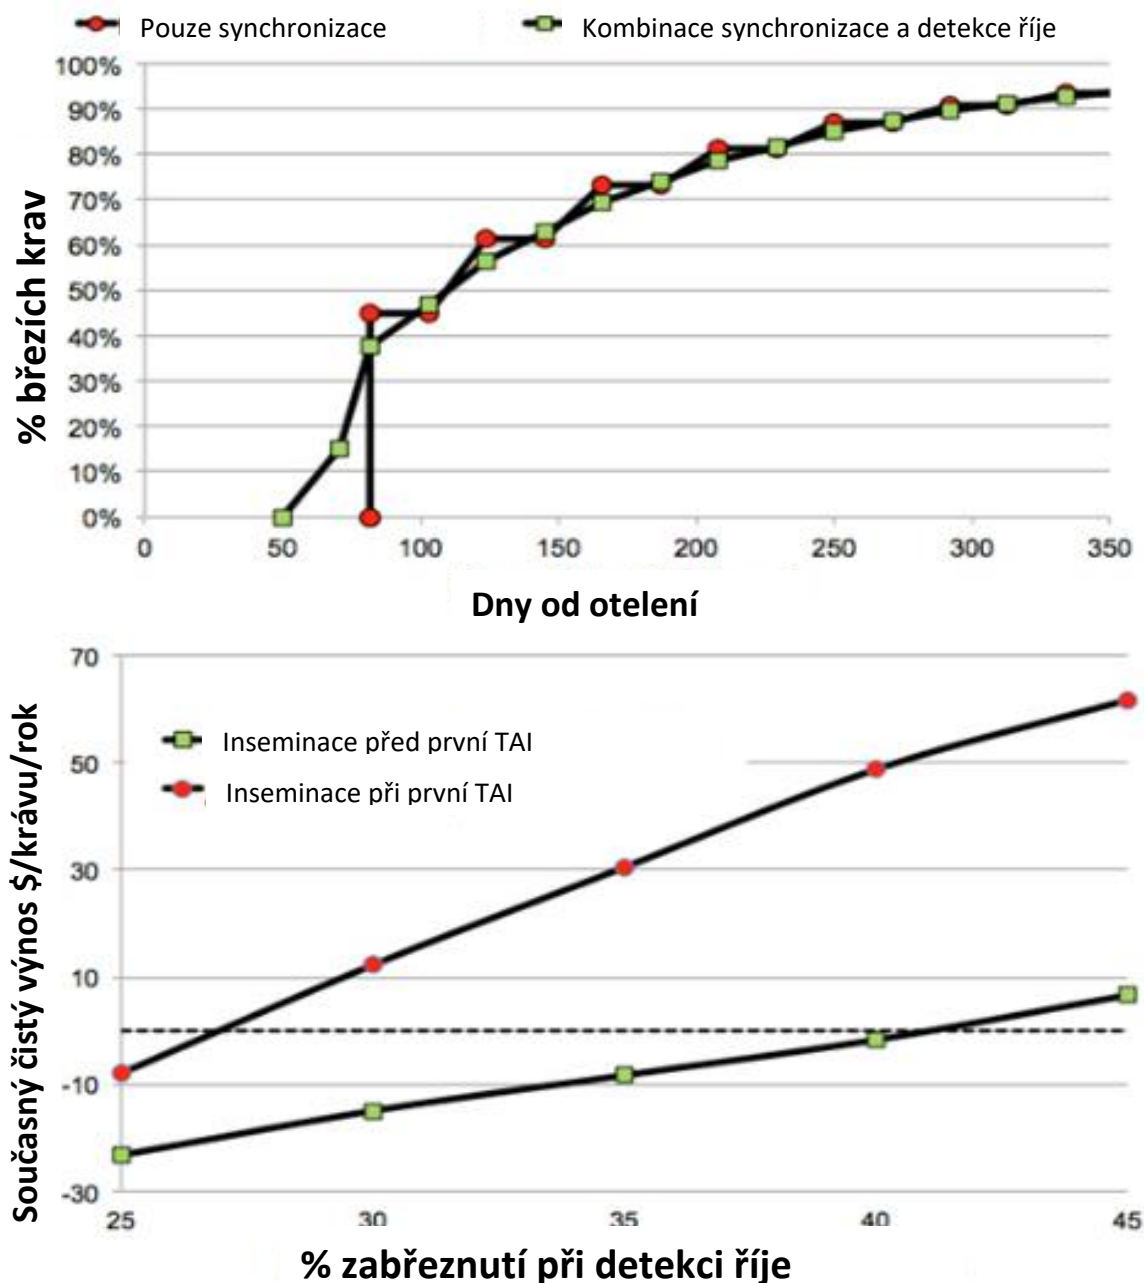 Pouze synchronizace
Kombinace synchronizace a detekce říje
100%
90%
80%
70%
60%
50%
40%
30%
20%
10%
0%
0 50 100 150 200 250 300 350
% březích krav
Dny od otelení
70
50
30
10
-10
-30
Inseminace před první TAI
Inseminace při první TAI
25 30 35 40 45
Současný čistý výnos $/krávu/rok
% zabřeznutí při detekci říje